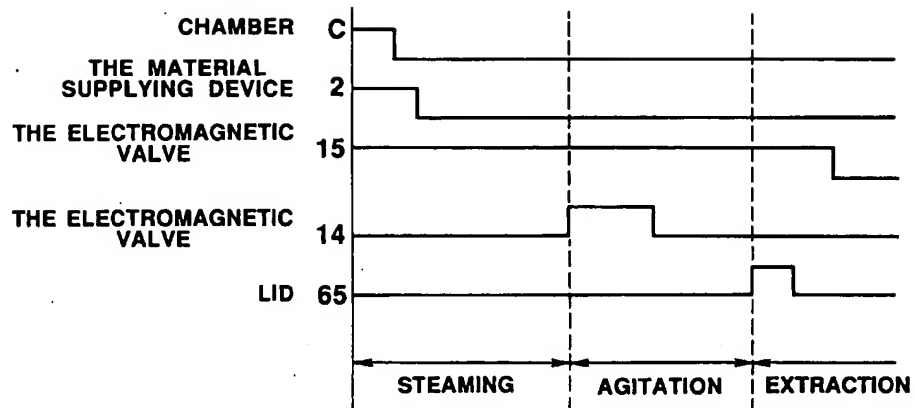 CHAMBER C
THE MATERIAL
SUPPLYING DEVICE 2
THE ELECTROMAGNETIC
VALVE 15
THE ELECTROMAGNETIC
VALVE 14
LID 65
STEAMING AGITATION EXTRACTION